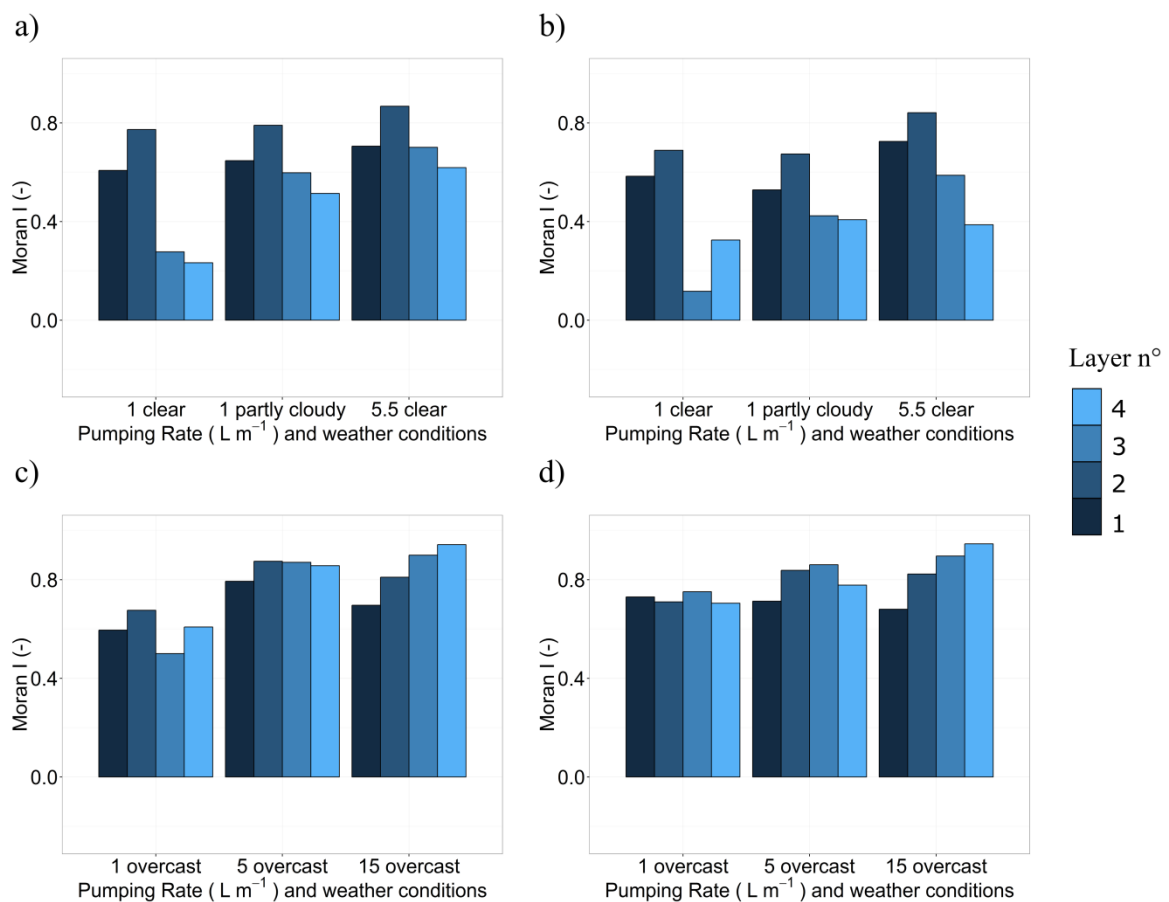 a)
0.8
0.4
0.0
Moran I (-)
1 clear
1 partly cloudy
5.5 clear
Pumping Rate ( L m⁻¹ ) and weather conditions
b)
0.8
0.4
0.0
Moran I (-)
1 clear
1 partly cloudy
5.5 clear
Pumping Rate ( L m⁻¹ ) and weather conditions
Layer n°
4
3
2
1
c)
0.8
0.4
0.0
Moran I (-)
1 overcast
5 overcast
15 overcast
Pumping Rate ( L m⁻¹ ) and weather conditions
d)
0.8
0.4
0.0
Moran I (-)
1 overcast
5 overcast
15 overcast
Pumping Rate ( L m⁻¹ ) and weather conditions